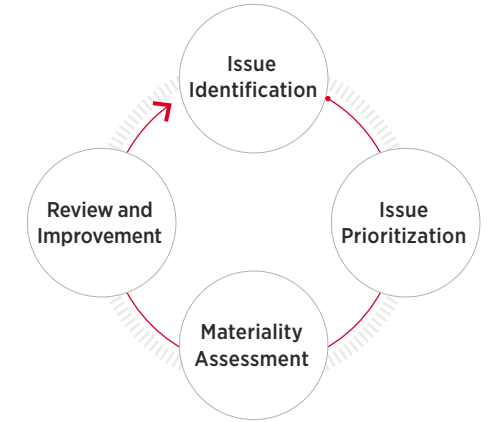 Issue
Identification
Issue
Prioritization
Materiality
Assessment
Review and
Improvement